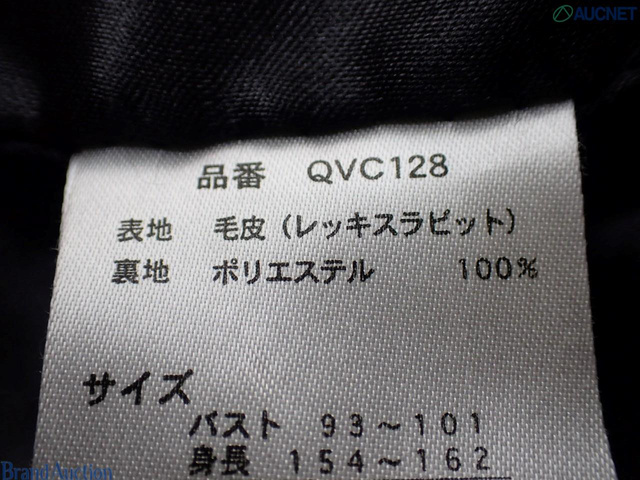 AUCNET
品番 QVC128
表地 毛皮(レッキスラビット)
裏地 ポリエステル 100%
サイズ
バスト 93~101
身長 154~162
Brand Auction